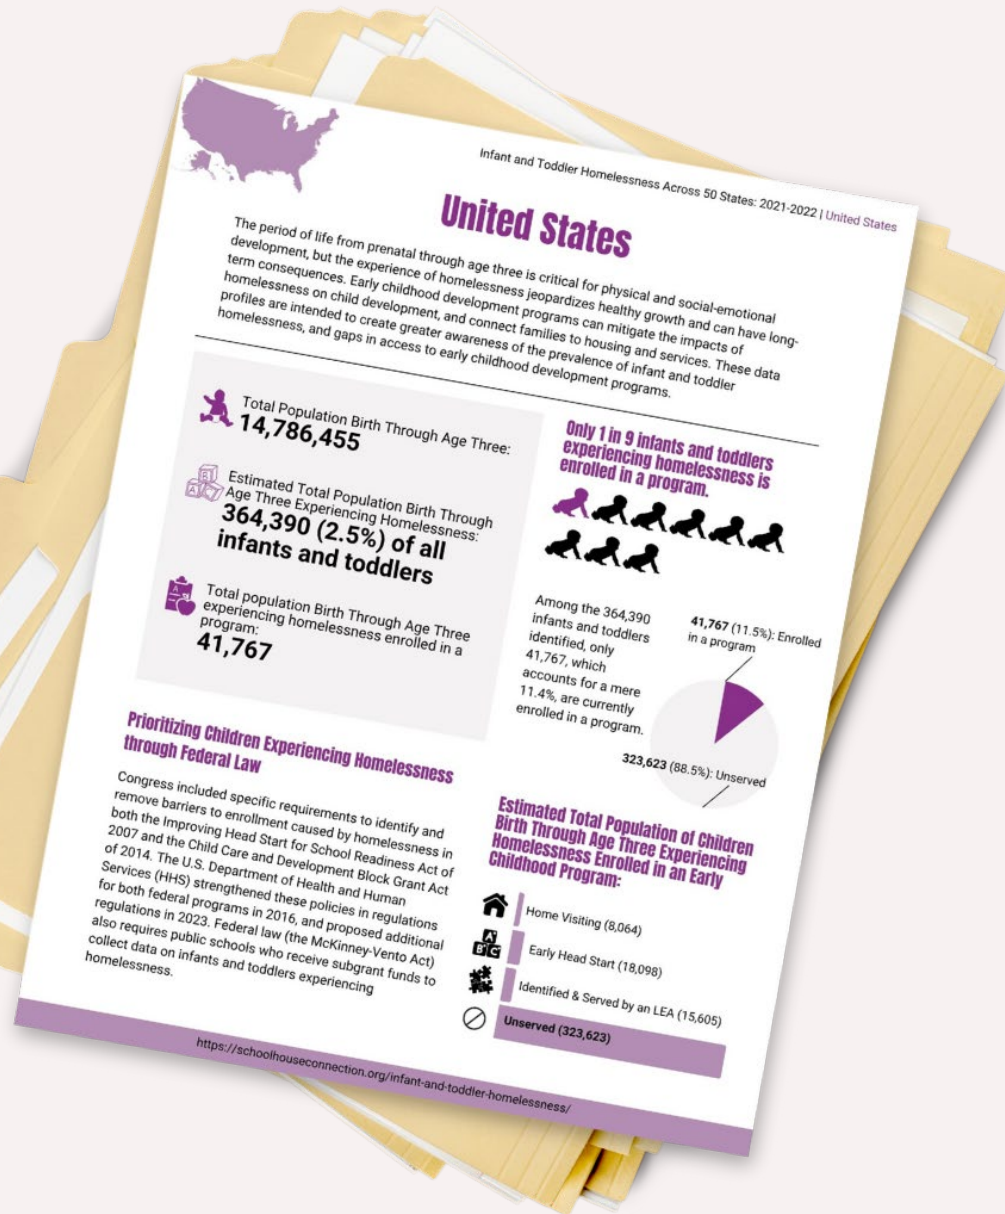 Infant and Toddler Homelessness Across 50 States: 2021-2022 | United States
United States
The period of life from prenatal through age three is critical for physical and social-emotional
development, but the experience of homelessness jeopardizes healthy growth and can have long-
term consequences. Early childhood development programs can mitigate the impacts of
homelessness on child development, and connect families to housing and services. These data
profiles are intended to create greater awareness of the prevalence of infant and toddler
homelessness, and gaps in access to early childhood development programs.
Total Population Birth Through Age Three:
14,786,455
Estimated Total Population Birth Through
Age Three Experiencing Homelessness:
364,390 (2.5%) of all
infants and toddlers
Total population Birth Through Age Three
experiencing homelessness enrolled in a
program:
41,767
Only 1 in 9 infants and toddlers
experiencing homelessness is
enrolled in a program.
Among the 364,390
infants and toddlers
identified, only
41,767, which
accounts for a mere
11.4%, are currently
enrolled in a program.
41,767 (11.5%): Enrolled
in a program
323,623 (88.5%): Unserved
Prioritizing Children Experiencing Homelessness
through Federal Law
Congress included specific requirements to identify and
remove barriers to enrollment caused by homelessness in
both the Improving Head Start for School Readiness Act of
2007 and the Child Care and Development Block Grant Act
of 2014. The U.S. Department of Health and Human
Services (HHS) strengthened these policies in regulations
for both federal programs in 2016, and proposed additional
regulations in 2023. Federal law (the McKinney-Vento Act)
also requires public schools who receive subgrant funds to
collect data on infants and toddlers experiencing
homelessness.
Estimated Total Population of Children
Birth Through Age Three Experiencing
Homelessness Enrolled in an Early
Childhood Program:
Home Visiting (8,064)
A
B C
Early Head Start (18,098)
Identified & Served by an LEA (15,605)
Unserved (323,623)
https://schoolhouseconnection.org/infant-and-toddler-homelessness/